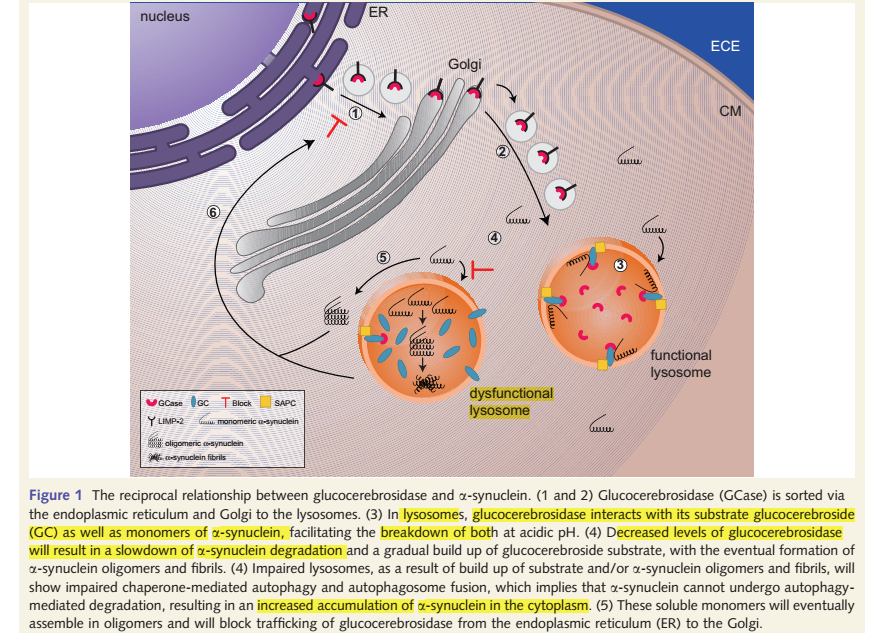 nucleus
ER
ECE
Golgi
CM
1
2
6
4
3
5
functional
lysosome
dysfunctional
lysosome
GCase GC Block SAPC
LIMP-2 monomeric α-synuclein
oligomeric α-synuclein
α-synuclein fibrils
Figure 1 The reciprocal relationship between glucocerebrosidase and α-synuclein. (1 and 2) Glucocerebrosidase (GCase) is sorted via
the endoplasmic reticulum and Golgi to the lysosomes. (3) In lysosomes, glucocerebrosidase interacts with its substrate glucocerebroside
(GC) as well as monomers of α-synuclein, facilitating the breakdown of both at acidic pH. (4) Decreased levels of glucocerebrosidase
will result in a slowdown of α-synuclein degradation and a gradual build up of glucocerebroside substrate, with the eventual formation of
α-synuclein oligomers and fibrils. (4) Impaired lysosomes, as a result of build up of substrate and/or α-synuclein oligomers and fibrils, will
show impaired chaperone-mediated autophagy and autophagosome fusion, which implies that α-synuclein cannot undergo autophagy-
mediated degradation, resulting in an increased accumulation of α-synuclein in the cytoplasm. (5) These soluble monomers will eventually
assemble in oligomers and will block trafficking of glucocerebrosidase from the endoplasmic reticulum (ER) to the Golgi.